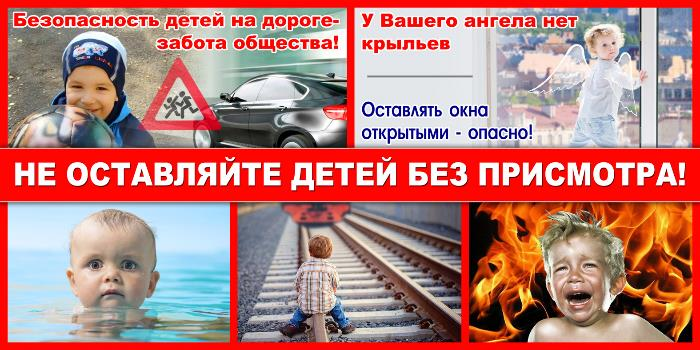 Безопасность детей на дороге-
забота общества!
У Вашего ангела нет
крыльев
Оставлять окна
открытыми - опасно!
НЕ ОСТАВЛЯЙТЕ ДЕТЕЙ БЕЗ ПРИСМОТРА!